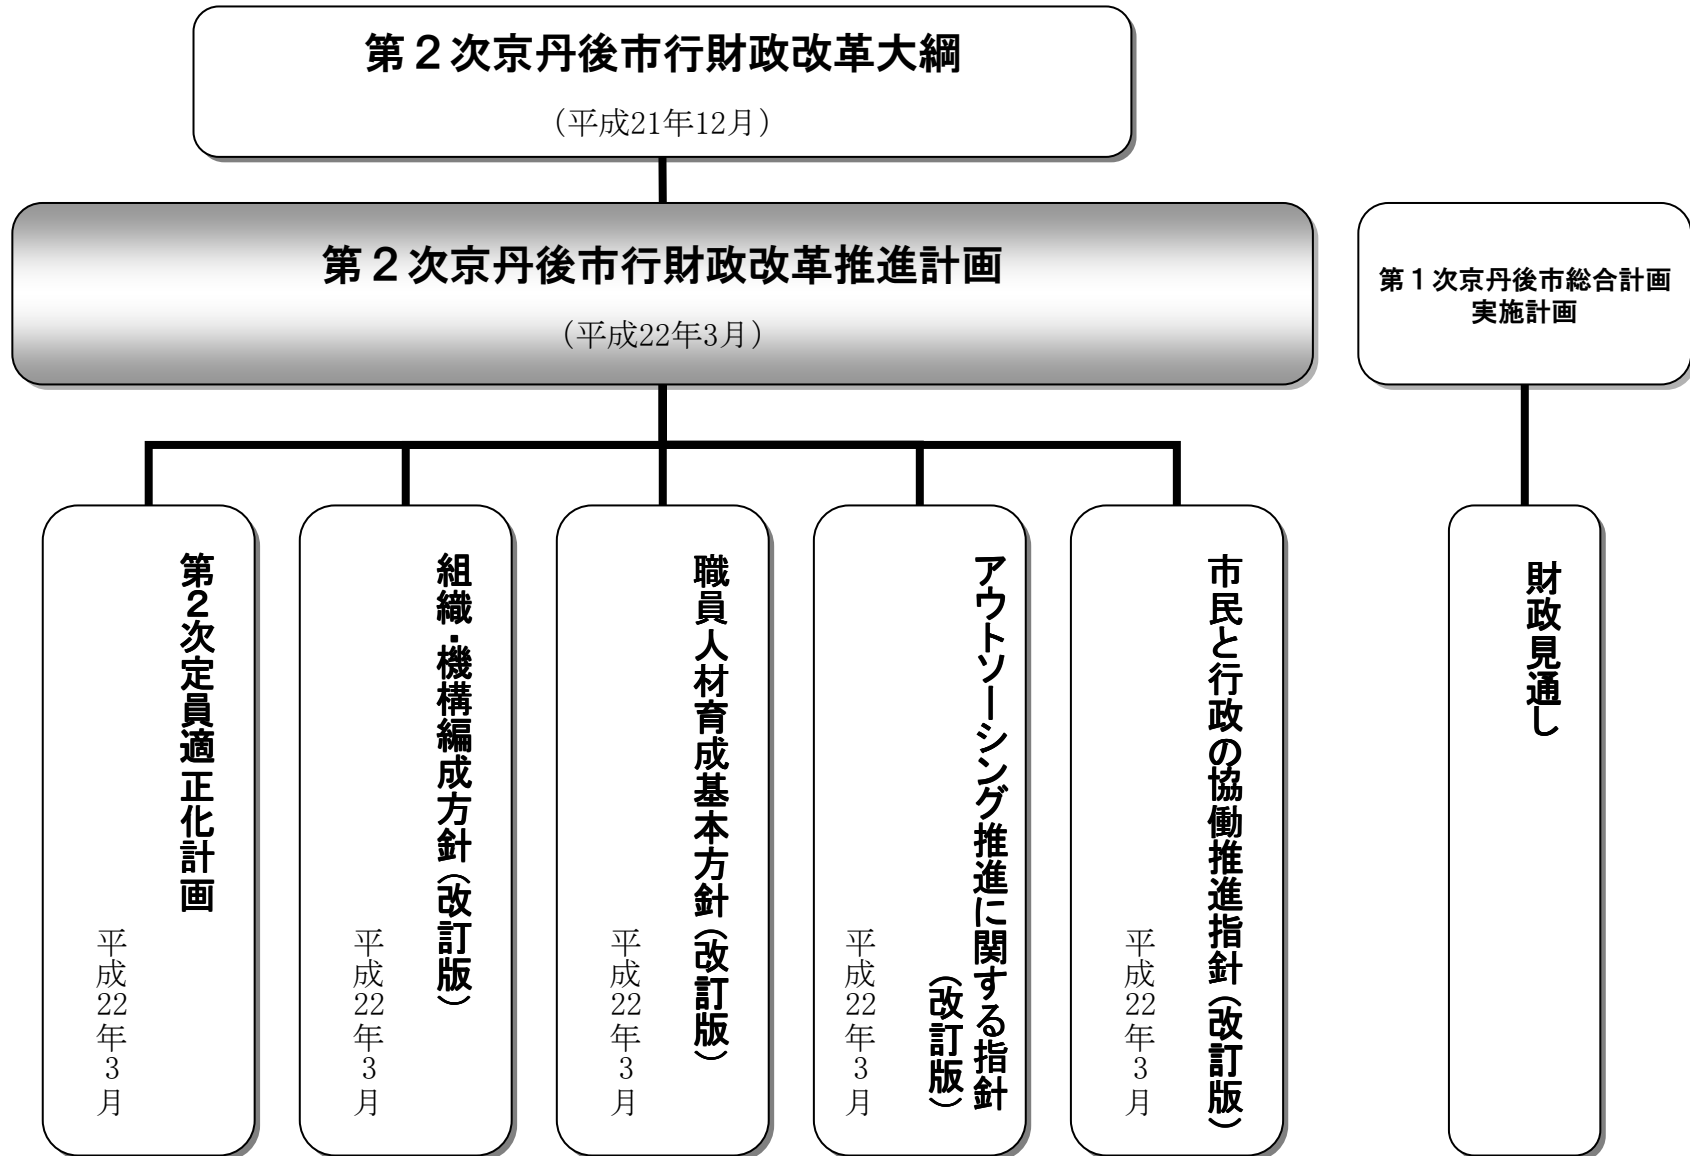 第２次京丹後市行財政改革大綱
（平成21年12月）
第２次京丹後市行財政改革推進計画
（平成22年3月）
第１次京丹後市総合計画
実施計画
第２次定員適正化計画
平成22年3月
組織・機構編成方針（改訂版）
平成22年3月
職員人材育成基本方針（改訂版）
平成22年3月
アウトソーシング推進に関する指針
（改訂版）
平成22年3月
市民と行政の協働推進指針（改訂版）
平成22年3月
財政見通し